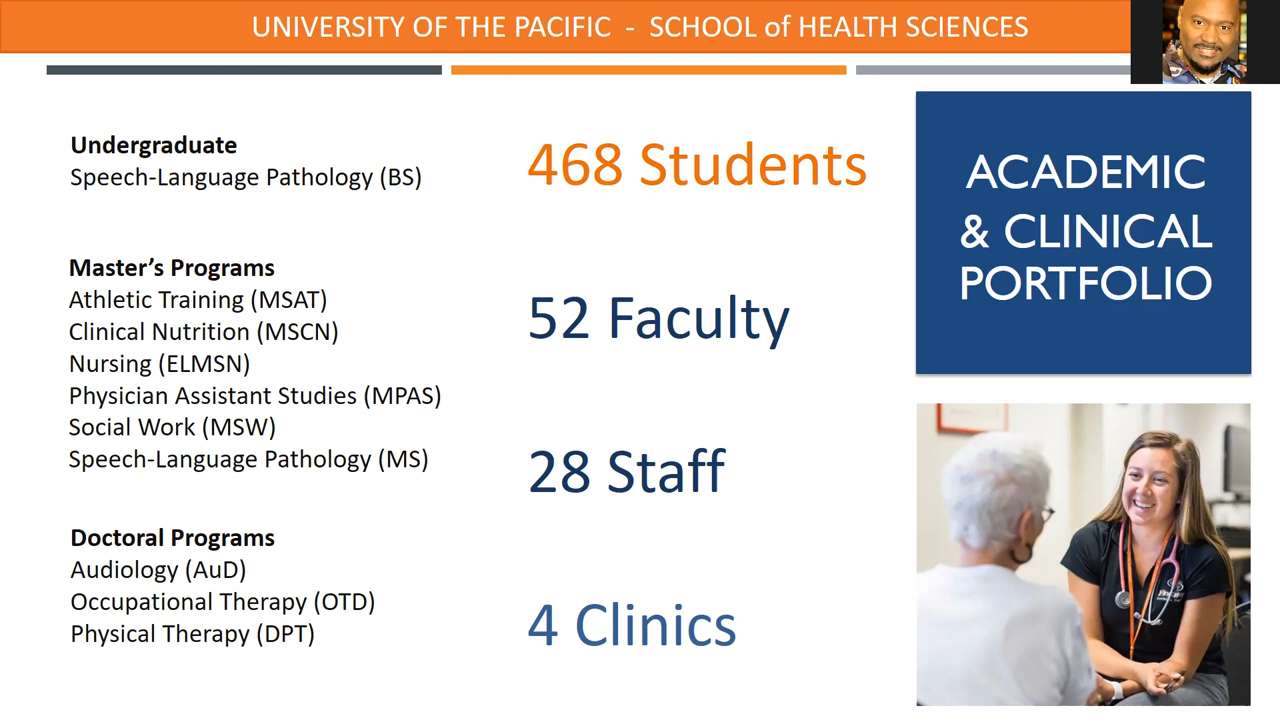 UNIVERSITY OF THE PACIFIC - SCHOOL of HEALTH SCIENCES
Undergraduate
Speech-Language Pathology (BS)
Master's Programs
Athletic Training (MSAT)
Clinical Nutrition (MSCN)
Nursing (ELMSN)
Physician Assistant Studies (MPAS)
Social Work (MSW)
Speech-Language Pathology (MS)
Doctoral Programs
Audiology (AuD)
Occupational Therapy (OTD)
Physical Therapy (DPT)
468 Students
52 Faculty
28 Staff
4 Clinics
ACADEMIC
& CLINICAL
PORTFOLIO